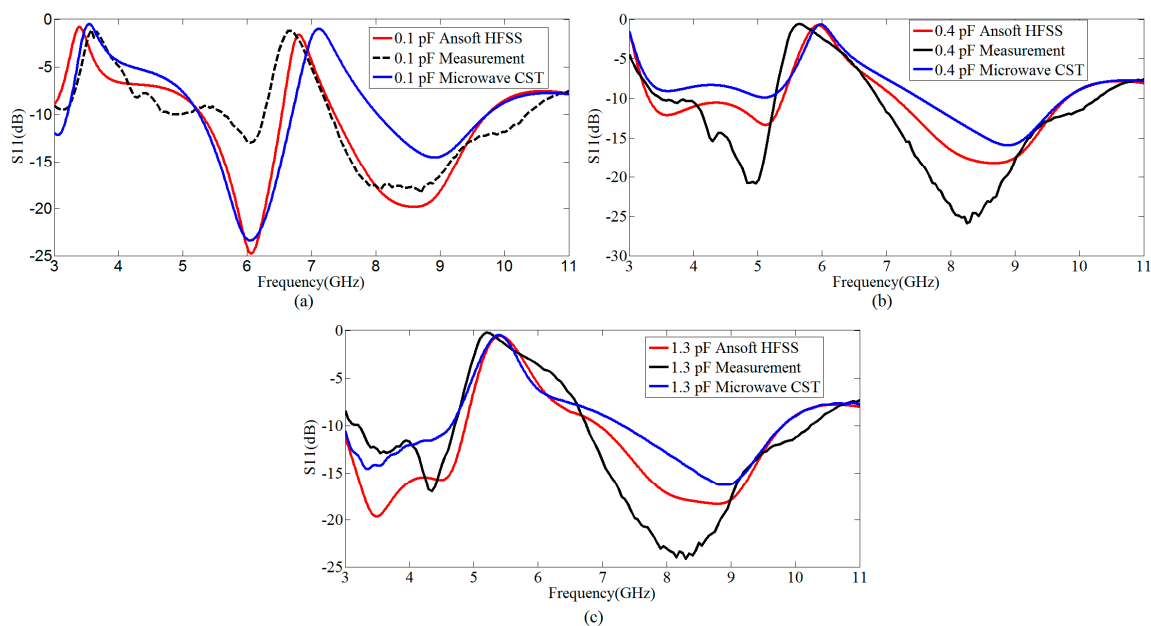 0
-5
-10
-15
-20
-25
S11(dB)
0.1 pF Ansoft HFSS
0.1 pF Measurement
0.1 pF Microwave CST
3 4 5 6 7 8 9 10 11
Frequency(GHz)
(a)
0
-5
-10
-15
-20
-25
-30
S11(dB)
0.4 pF Ansoft HFSS
0.4 pF Measurement
0.4 pF Microwave CST
3 4 5 6 7 8 9 10 11
Frequency(GHz)
(b)
0
-5
-10
-15
-20
-25
S11(dB)
1.3 pF Ansoft HFSS
1.3 pF Measurement
1.3 pF Microwave CST
3 4 5 6 7 8 9 10 11
Frequency(GHz)
(c)